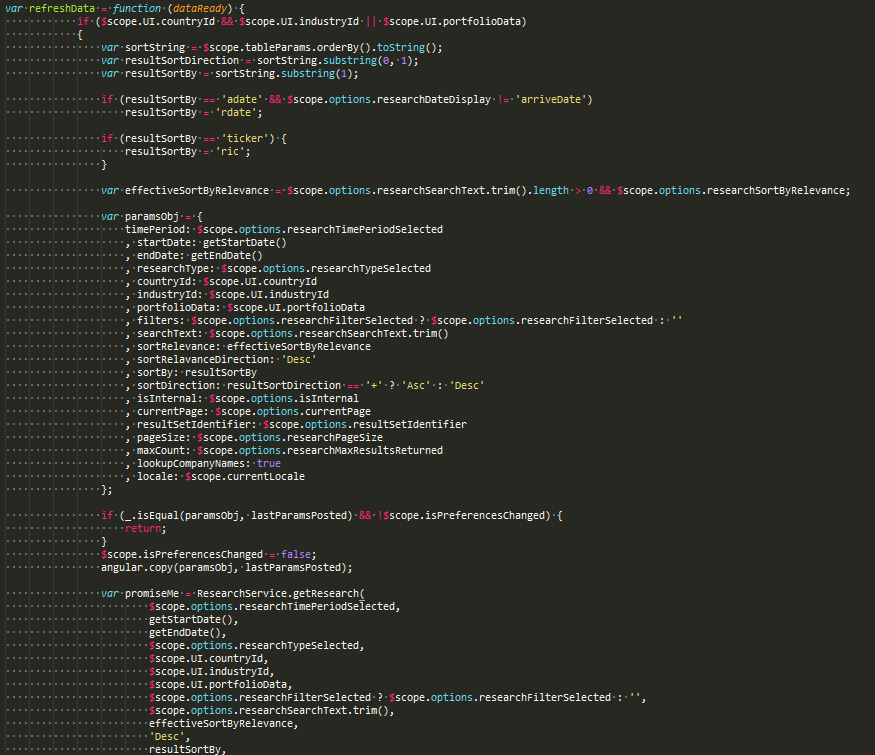 var refreshData = function (dataReady) {
if ($scope.UI.countryId && $scope.UI.industryId || $scope.UI.portfolioData)
{
var sortString = $scope.tableParams.orderBy().toString();
var resultSortDirection = sortString.substring(0, 1);
var resultSortBy = sortString.substring(1);
if (resultSortBy == 'adate' && $scope.options.researchDateDisplay != 'arriveDate')
resultSortBy = 'rdate';
if (resultSortBy == 'ticker') {
resultSortBy = 'ric';
}
var effectiveSortByRelevance = $scope.options.researchSearchText.trim().length > 0 && $scope.options.researchSortByRelevance;
var paramsObj = {
timePeriod: $scope.options.researchTimePeriodSelected
, startDate: getStartDate()
, endDate: getEndDate()
, researchType: $scope.options.researchTypeSelected
, countryId: $scope.UI.countryId
, industryId: $scope.UI.industryId
, portfolioData: $scope.UI.portfolioData
, filters: $scope.options.researchFilterSelected ? $scope.options.researchFilterSelected : ''
, searchText: $scope.options.researchSearchText.trim()
, sortRelevance: effectiveSortByRelevance
, sortRelavanceDirection: 'Desc'
, sortBy: resultSortBy
, sortDirection: resultSortDirection == '+' ? 'Asc' : 'Desc'
, isInternal: $scope.options.isInternal
, currentPage: $scope.options.currentPage
, resultSetIdentifier: $scope.options.resultSetIdentifier
, pageSize: $scope.options.researchPageSize
, maxCount: $scope.options.researchMaxResultsReturned
, lookupCompanyNames: true
, locale: $scope.currentLocale
};
if (_.isEqual(paramsObj, lastParamsPosted) && !$scope.isPreferencesChanged) {
return;
}
$scope.isPreferencesChanged = false;
angular.copy(paramsObj, lastParamsPosted);
var promiseMe = ResearchService.getResearch(
$scope.options.researchTimePeriodSelected,
getStartDate(),
getEndDate(),
$scope.options.researchTypeSelected,
$scope.UI.countryId,
$scope.UI.industryId,
$scope.UI.portfolioData,
$scope.options.researchFilterSelected ? $scope.options.researchFilterSelected : '',
$scope.options.researchSearchText.trim(),
effectiveSortByRelevance,
'Desc',
resultSortBy,